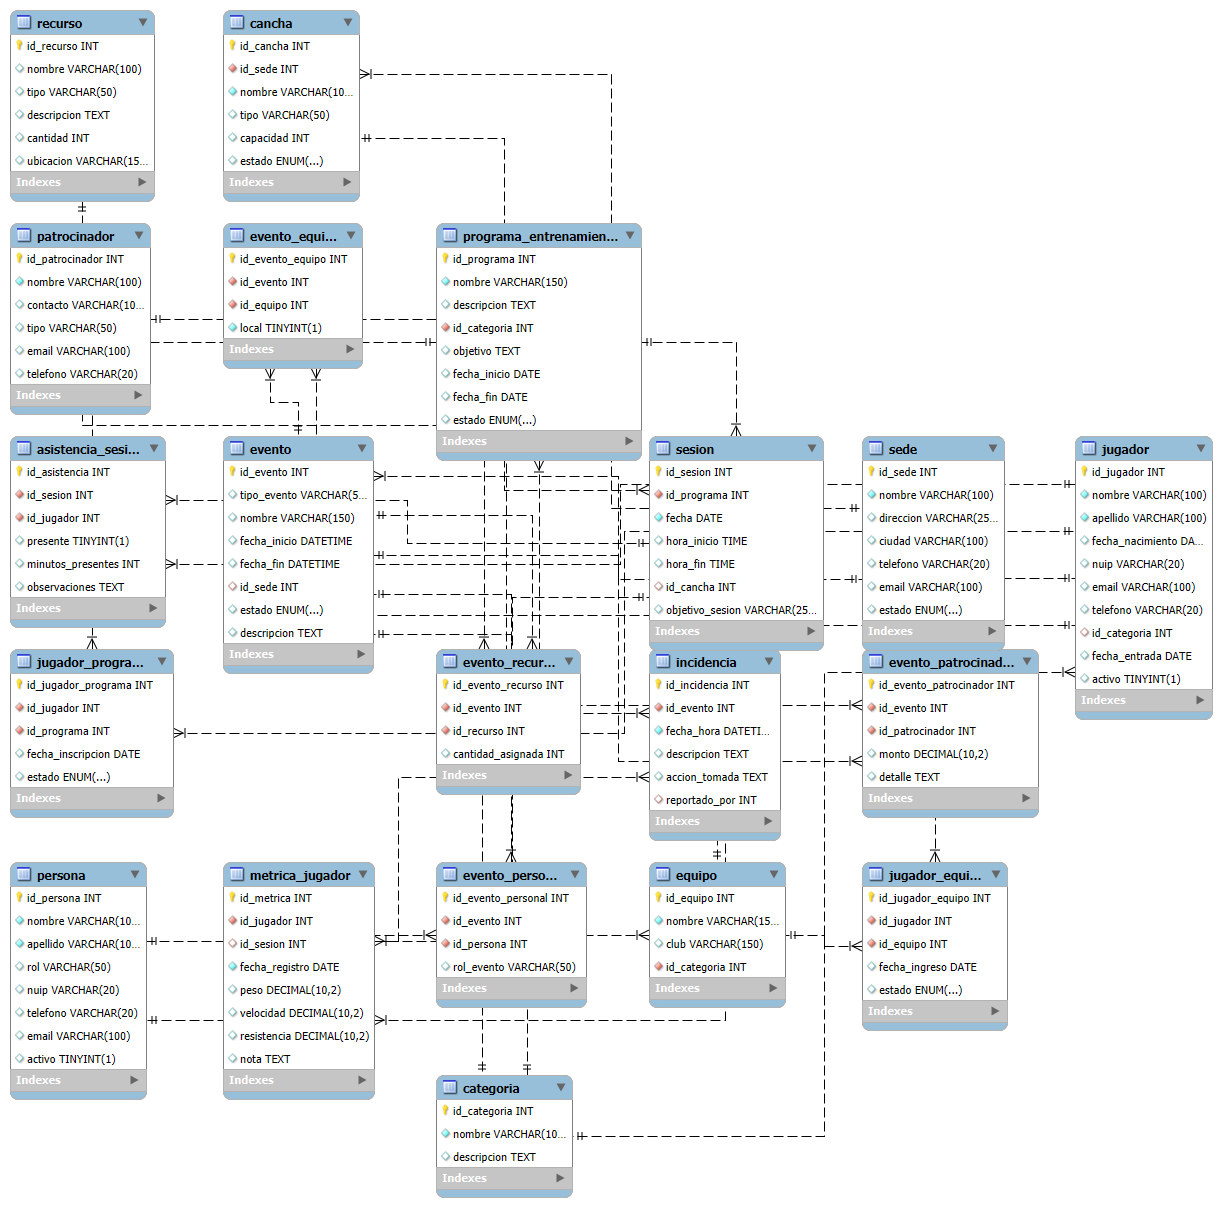 recurso
id_recurso INT
nombre VARCHAR(100)
tipo VARCHAR(50)
descripcion TEXT
cantidad INT
ubicacion VARCHAR(15...
Indexes
cancha
id_cancha INT
id_sede INT
nombre VARCHAR(10...
tipo VARCHAR(50)
capacidad INT
estado ENUM(...)
Indexes
patrocinador
id_patrocinador INT
nombre VARCHAR(100)
contacto VARCHAR(10...
tipo VARCHAR(50)
email VARCHAR(100)
telefono VARCHAR(20)
Indexes
evento_equi...
id_evento_equipo INT
id_evento INT
id_equipo INT
local TINYINT(1)
Indexes
programa_entrenamien...
id_programa INT
nombre VARCHAR(150)
descripcion TEXT
id_categoria INT
objetivo TEXT
fecha_inicio DATE
fecha_fin DATE
estado ENUM(...)
Indexes
asistencia_sesi...
id_asistencia INT
id_sesion INT
id_jugador INT
presente TINYINT(1)
minutos_presentes INT
observaciones TEXT
Indexes
evento
id_evento INT
tipo_evento VARCHAR(5...
nombre VARCHAR(150)
fecha_inicio DATETIME
fecha_fin DATETIME
id_sede INT
estado ENUM(...)
descripcion TEXT
Indexes
sesion
id_sesion INT
id_programa INT
fecha DATE
hora_inicio TIME
hora_fin TIME
id_cancha INT
objetivo_sesion VARCHAR(25...
Indexes
sede
id_sede INT
nombre VARCHAR(100)
direccion VARCHAR(25...
ciudad VARCHAR(100)
telefono VARCHAR(20)
email VARCHAR(100)
estado ENUM(...)
Indexes
jugador
id_jugador INT
nombre VARCHAR(100)
apellido VARCHAR(100)
fecha_nacimiento DA...
nuip VARCHAR(20)
email VARCHAR(100)
telefono VARCHAR(20)
id_categoria INT
fecha_entrada DATE
activo TINYINT(1)
Indexes
jugador_progra...
id_jugador_programa INT
id_jugador INT
id_programa INT
fecha_inscripcion DATE
estado ENUM(...)
Indexes
evento_recur...
id_evento_recurso INT
id_evento INT
id_recurso INT
cantidad_asignada INT
Indexes
incidencia
id_incidencia INT
id_evento INT
fecha_hora DATETI...
descripcion TEXT
accion_tomada TEXT
reportado_por INT
Indexes
evento_patrocinad...
id_evento_patrocinador INT
id_evento INT
id_patrocinador INT
monto DECIMAL(10,2)
detalle TEXT
Indexes
persona
id_persona INT
nombre VARCHAR(10...
apellido VARCHAR(10...
rol VARCHAR(50)
nuip VARCHAR(20)
telefono VARCHAR(20)
email VARCHAR(100)
activo TINYINT(1)
Indexes
metrica_jugador
id_metrica INT
id_jugador INT
id_sesion INT
fecha_registro DATE
peso DECIMAL(10,2)
velocidad DECIMAL(10,2)
resistencia DECIMAL(10,2)
nota TEXT
Indexes
evento_perso...
id_evento_personal INT
id_evento INT
id_persona INT
rol_evento VARCHAR(50)
Indexes
equipo
id_equipo INT
nombre VARCHAR(15...
club VARCHAR(150)
id_categoria INT
Indexes
jugador_equi...
id_jugador_equipo INT
id_jugador INT
id_equipo INT
fecha_ingreso DATE
estado ENUM(...)
Indexes
categoria
id_categoria INT
nombre VARCHAR(10...
descripcion TEXT
Indexes